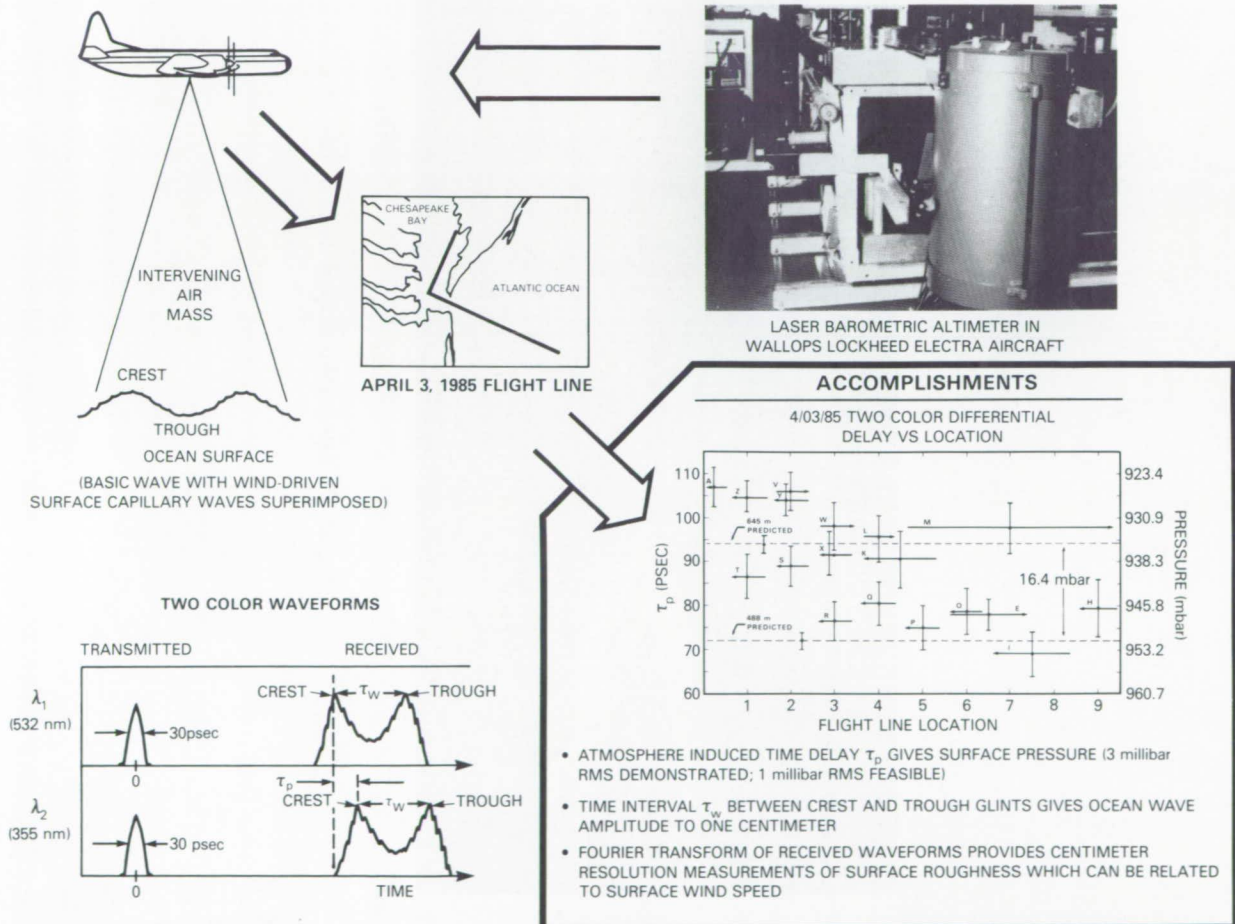 INTERVENING
AIR
MASS
CREST
TROUGH
OCEAN SURFACE
(BASIC WAVE WITH WIND-DRIVEN
SURFACE CAPILLARY WAVES SUPERIMPOSED)
CHESAPEAKE
BAY
ATLANTIC OCEAN
APRIL 3, 1985 FLIGHT LINE
LASER BAROMETRIC ALTIMETER IN
WALLOPS LOCKHEED ELECTRA AIRCRAFT
TWO COLOR WAVEFORMS
TRANSMITTED RECEIVED
CREST τw TROUGH
λ1
(532 nm)
30psec
0
τp
CREST τw TROUGH
λ2
(355 nm)
30 psec
0
TIME
ACCOMPLISHMENTS
4/03/85 TWO COLOR DIFFERENTIAL
DELAY VS LOCATION
τp (PSEC)
110
100
90
80
70
60
A
Z
V
Y
W
L
M
645 m
PREDICTED
X
K
S
T
16.4 mbar
Q
R
P
O
E
H
488 m
PREDICTED
I
923.4
930.9
938.3
945.8
953.2
960.7
PRESSURE (mbar)
1 2 3 4 5 6 7 8 9
FLIGHT LINE LOCATION
• ATMOSPHERE INDUCED TIME DELAY τp GIVES SURFACE PRESSURE (3 millibar
RMS DEMONSTRATED; 1 millibar RMS FEASIBLE)
• TIME INTERVAL τw BETWEEN CREST AND TROUGH GLINTS GIVES OCEAN WAVE
AMPLITUDE TO ONE CENTIMETER
• FOURIER TRANSFORM OF RECEIVED WAVEFORMS PROVIDES CENTIMETER
RESOLUTION MEASUREMENTS OF SURFACE ROUGHNESS WHICH CAN BE RELATED
TO SURFACE WIND SPEED